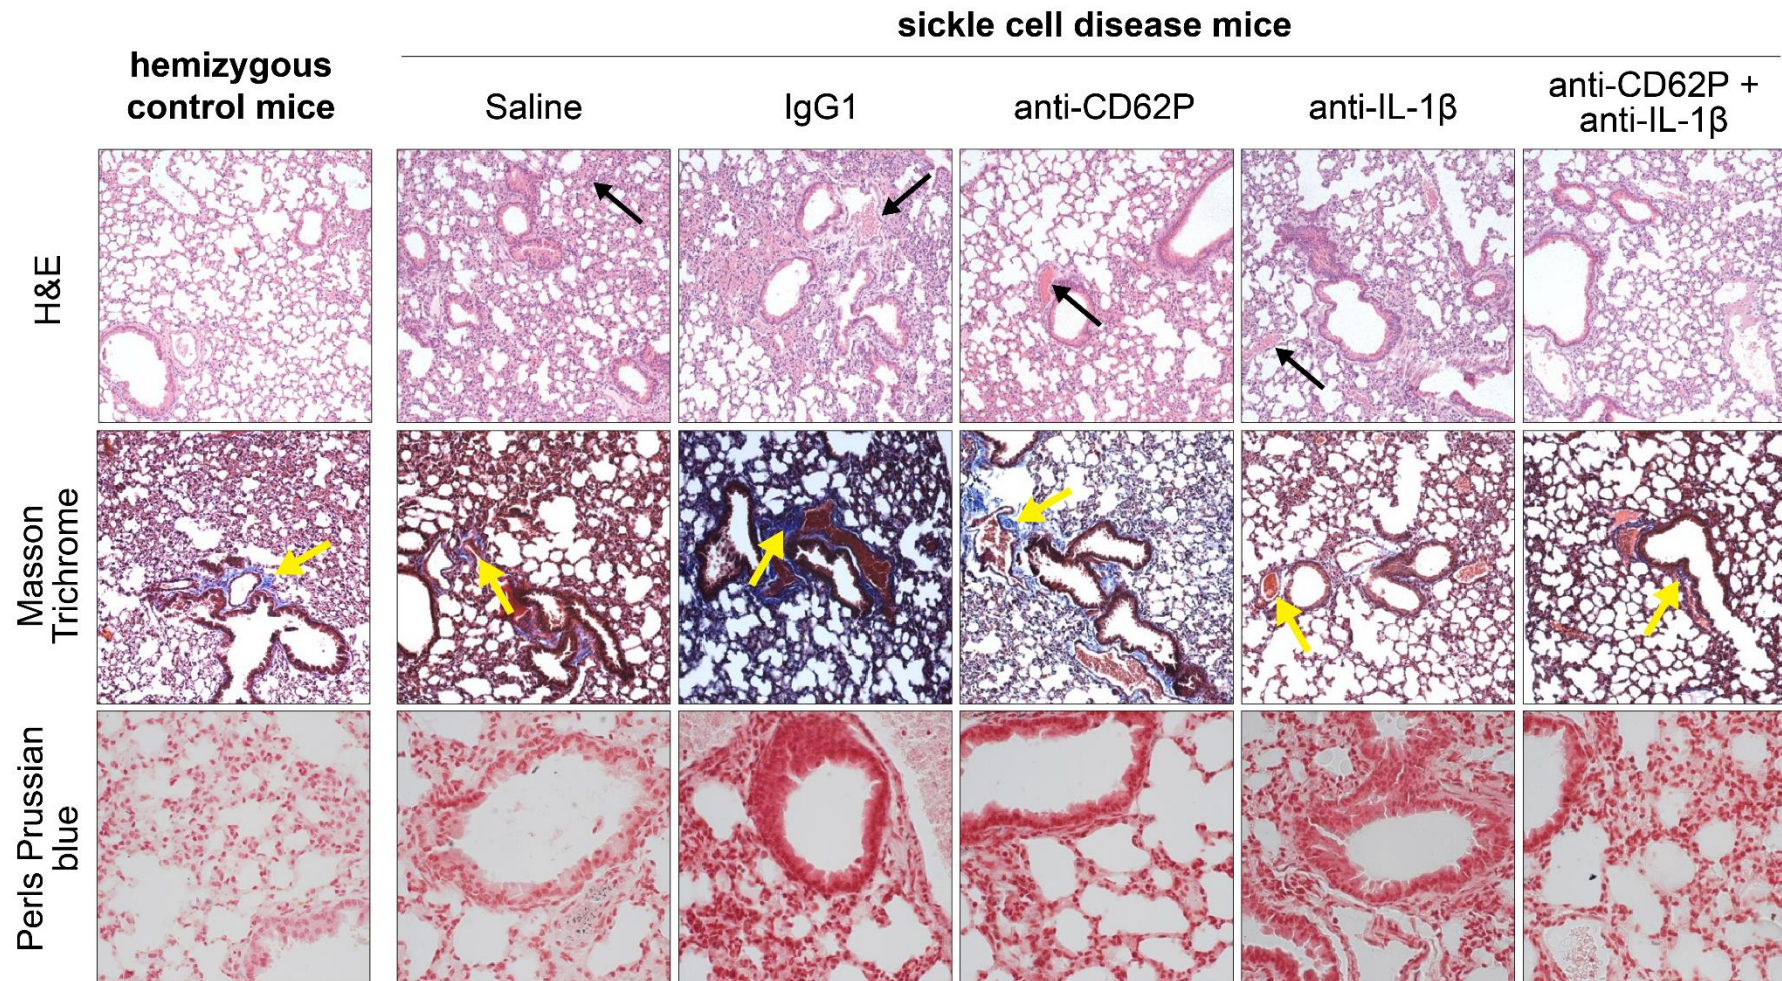 sickle cell disease mice
hemizygous
control mice
Saline
IgG1
anti-CD62P
anti-IL-1β
anti-CD62P +
anti-IL-1β
H&E
Masson
Trichrome
Perls Prussian
blue